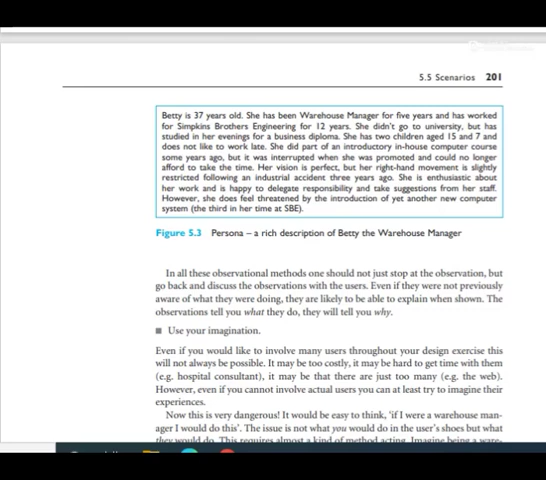 5.5 Scenarios 201
Betty is 37 years old. She has been Warehouse Manager for five years and has worked
for Simpkins Brothers Engineering for 12 years. She didn't go to university, but has
studied in her evenings for a business diploma. She has two children aged 15 and 7 and
does not like to work late. She did part of an introductory in-house computer course
some years ago, but it was interrupted when she was promoted and could no longer
afford to take the time. Her vision is perfect, but her right-hand movement is slightly
restricted following an industrial accident three years ago. She is enthusiastic about
her work and is happy to delegate responsibility and take suggestions from her staff.
However, she does feel threatened by the introduction of yet another new computer
system (the third in her time at SBE).
Figure 5.3 Persona – a rich description of Betty the Warehouse Manager
In all these observational methods one should not just stop at the observation, but
go back and discuss the observations with the users. Even if they were not previously
aware of what they were doing, they are likely to be able to explain when shown. The
observations tell you what they do, they will tell you why.
■ Use your imagination.
Even if you would like to involve many users throughout your design exercise this
will not always be possible. It may be too costly, it may be hard to get time with them
(e.g. hospital consultant), it may be that there are just too many (e.g. the web).
However, even if you cannot involve actual users you can at least try to imagine their
experiences.
Now this is very dangerous! It would be easy to think, 'if I were a warehouse man-
ager I would do this'. The issue is not what you would do in the user's shoes but what
they would do. This requires almost a kind of method acting. Imagine being a ware-